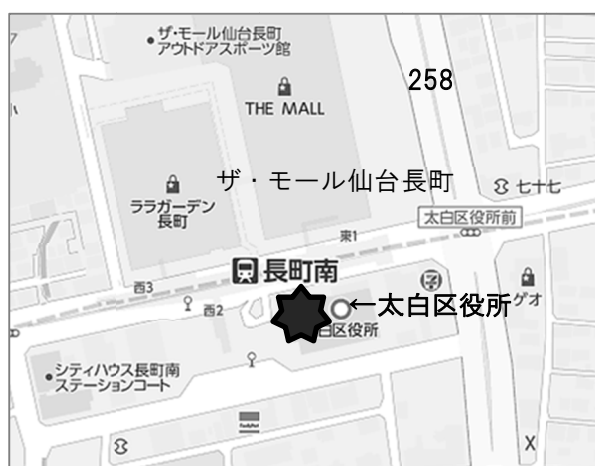 ザ・モール仙台長町
アウトドアスポーツ館
258
THE MALL
ザ・モール仙台長町
七十七
ララガーデン
長町
太白区役所前
東1
長町南
西3
西2
←太白区役所
ゲオ
白区役所
シティハウス長町南
ステーションコート
FamilyMart
X